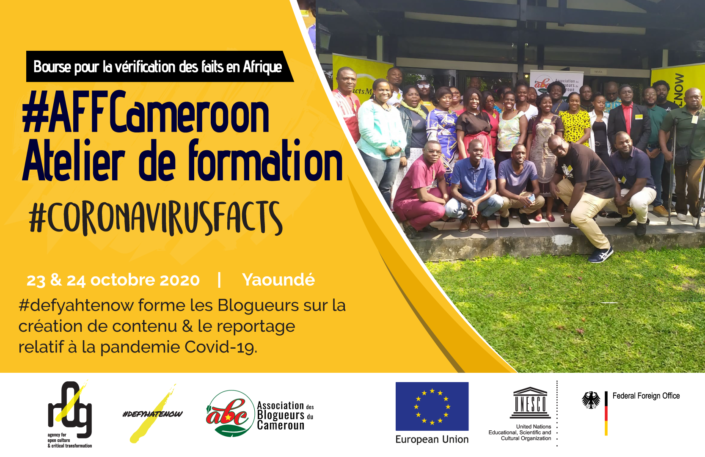 Bourse pour la vérification des faits en Afrique
#AFFCameroon
Atelier de formation
#CORONAVIRUSFACTS
23 & 24 octobre 2020 | Yaoundé
#defyahtenow forme les Blogueurs sur la
création de contenu & le reportage
relatif à la pandemie Covid-19.
r0g
agency for
open culture
& critical transformation
#DEFYHATENOW
abc
Association des
Blogueurs du
Cameroun
European Union
UNESCO
United Nations
Educational, Scientific and
Cultural Organization
Federal Foreign Office